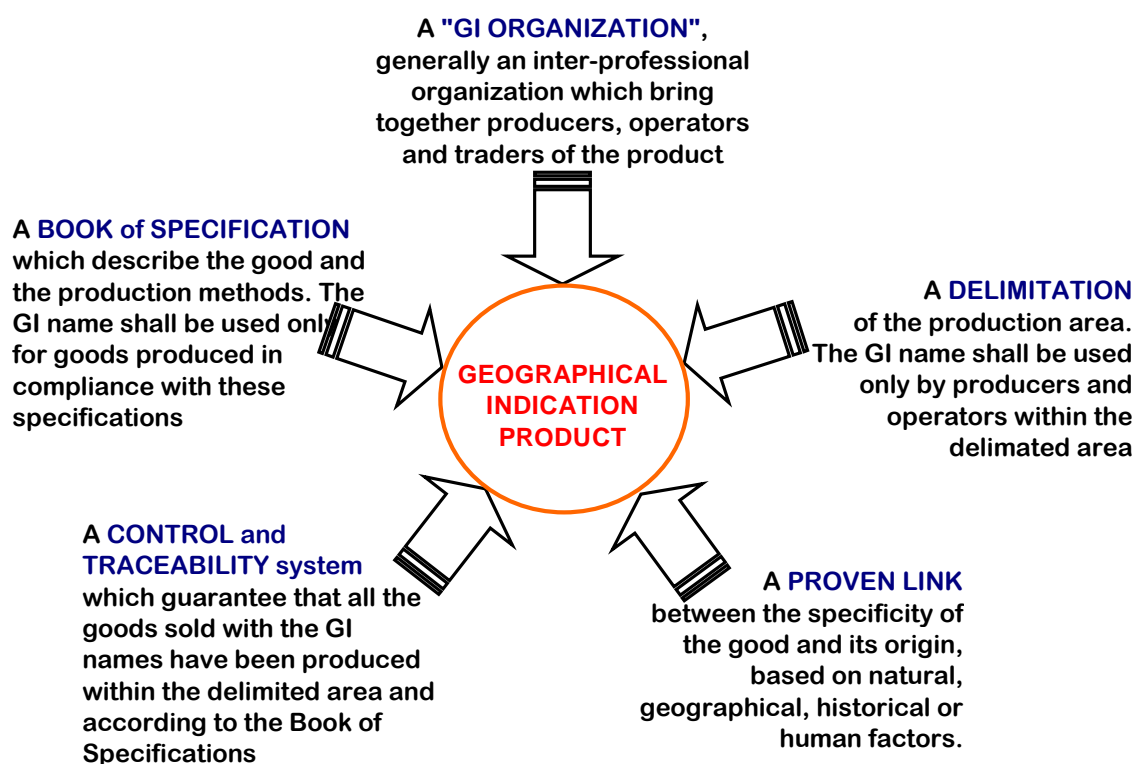 A "GI ORGANIZATION",
generally an inter-professional
organization which bring
together producers, operators
and traders of the product
A BOOK of SPECIFICATION
which describe the good and
the production methods. The
GI name shall be used only
for goods produced in
compliance with these
specifications
A DELIMITATION
of the production area.
The GI name shall be used
only by producers and
operators within the
delimated area
GEOGRAPHICAL
INDICATION
PRODUCT
A CONTROL and
TRACEABILITY system
which guarantee that all the
goods sold with the GI
names have been produced
within the delimited area and
according to the Book of
Specifications
A PROVEN LINK
between the specificity of
the good and its origin,
based on natural,
geographical, historical or
human factors.